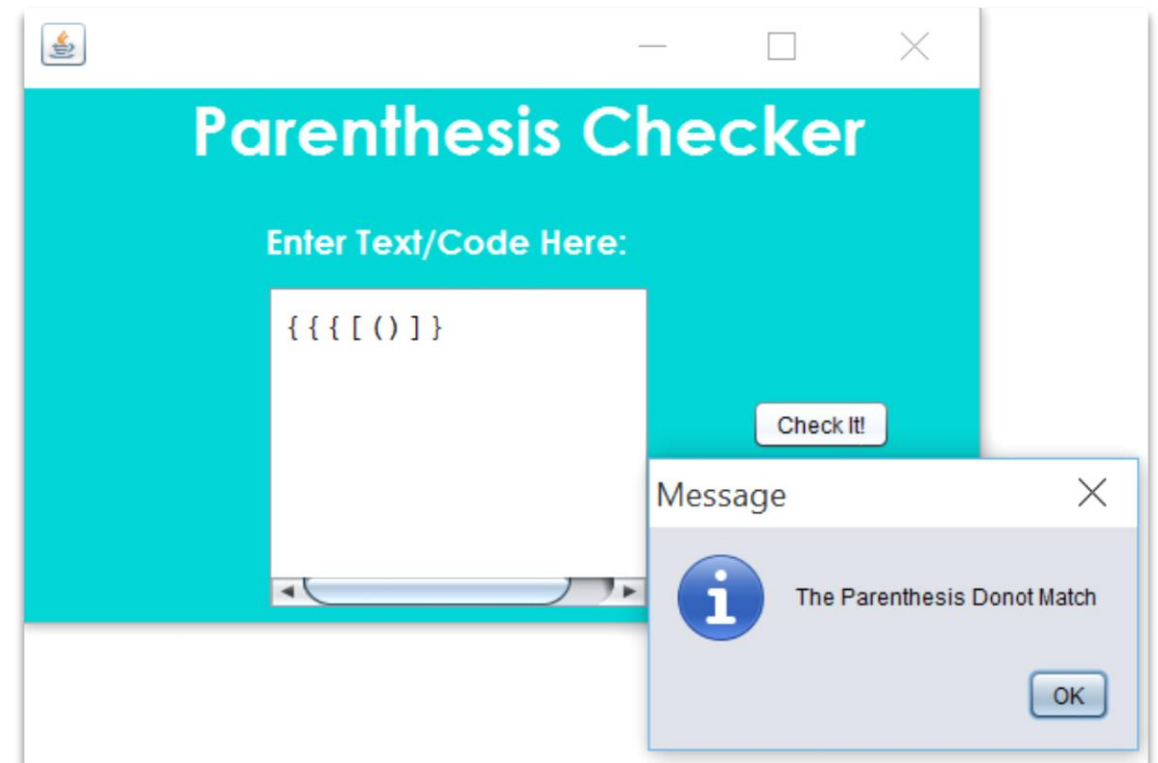 Parenthesis Checker
Enter Text/Code Here:
{{{[()]}
Check It!
Message
The Parenthesis Donot Match
OK